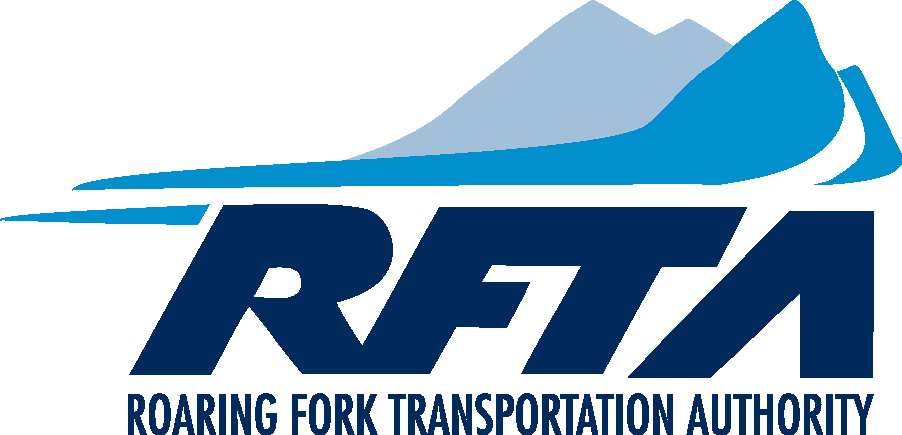 RFTA
ROARING FORK TRANSPORTATION AUTHORITY